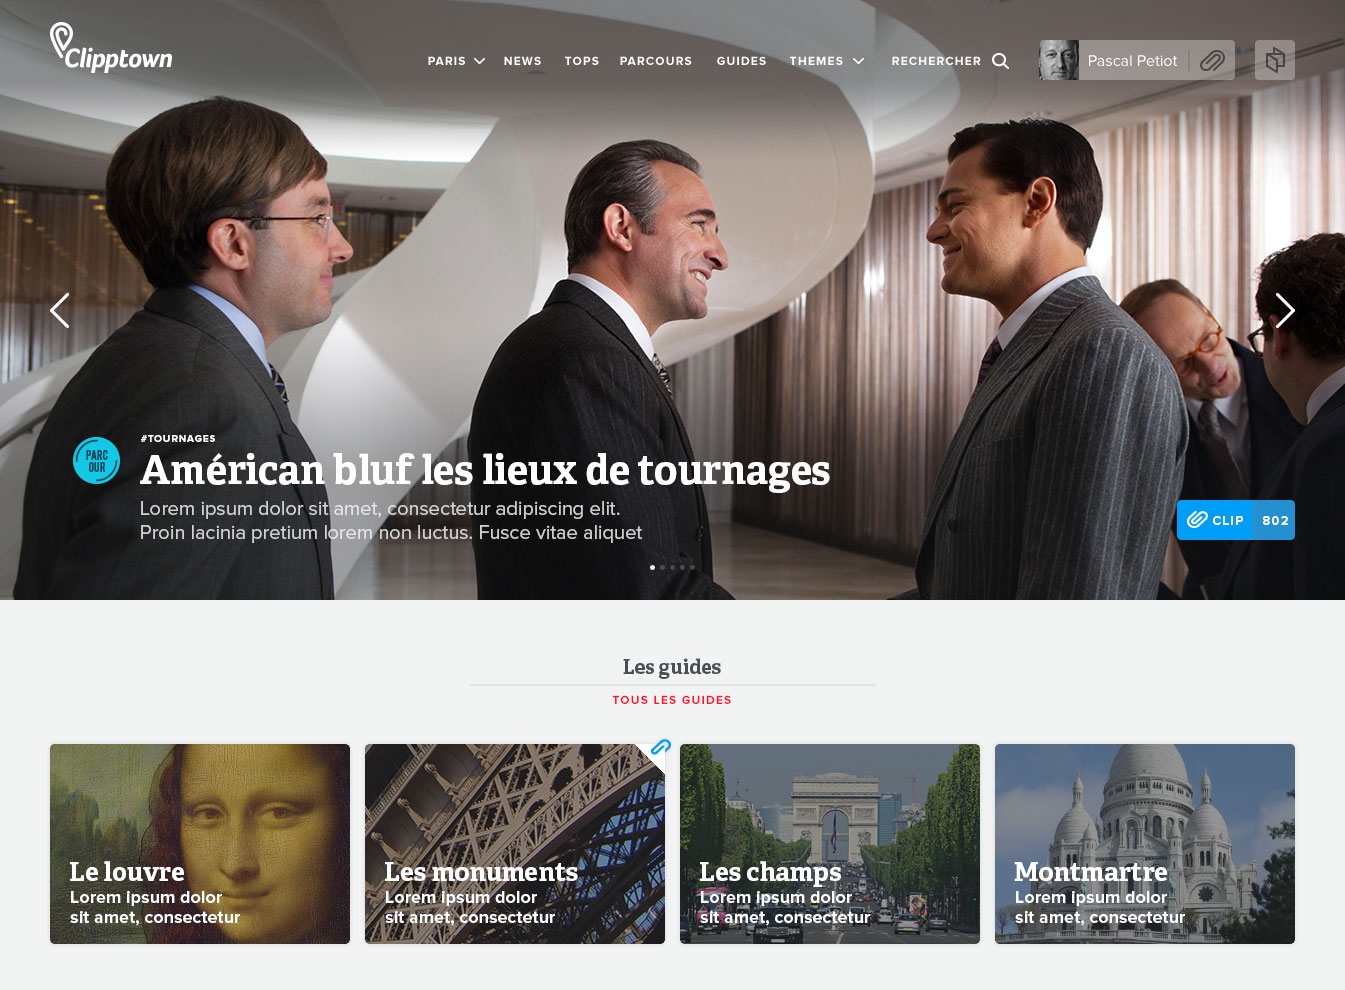 Clipptown
PARIS
NEWS
TOPS
PARCOURS
GUIDES
THEMES
RECHERCHER
Pascal Petiot
#TOURNAGES
PARC
OUR
Américan bluf les lieux de tournages
Lorem ipsum dolor sit amet, consectetur adipiscing elit.
Proin lacinia pretium lorem non luctus. Fusce vitae aliquet
CLIP 802
Les guides
TOUS LES GUIDES
Le louvre
Lorem ipsum dolor
sit amet, consectetur
Les monuments
Lorem ipsum dolor
sit amet, consectetur
Les champs
Lorem ipsum dolor
sit amet, consectetur
Montmartre
Lorem ipsum dolor
sit amet, consectetur